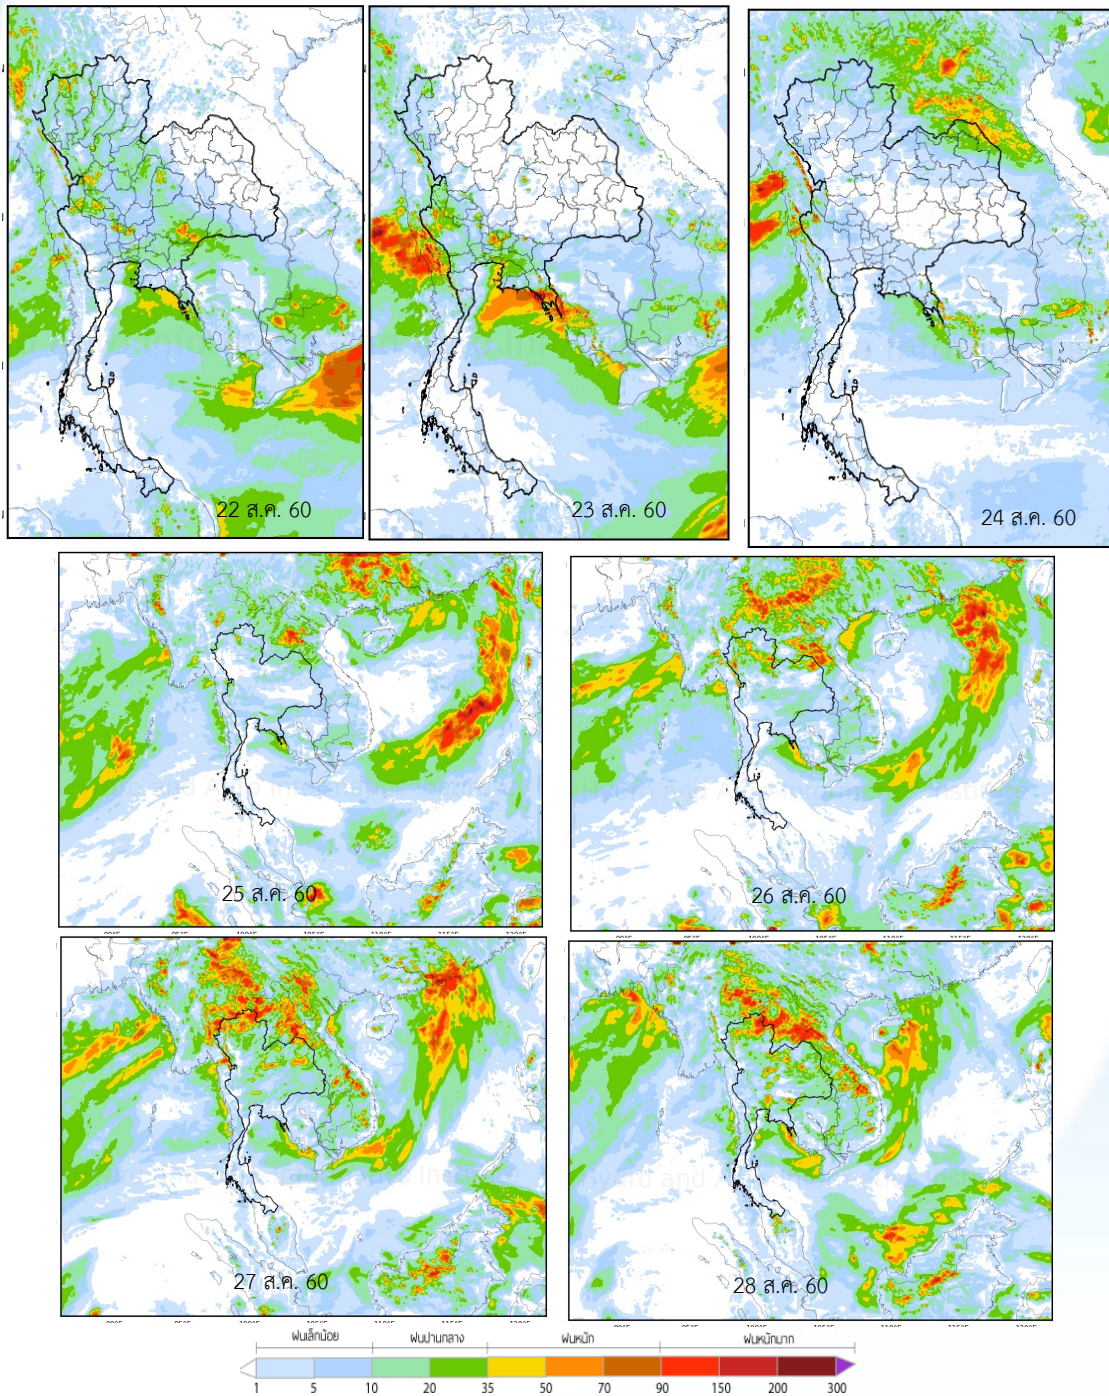 22 ส.ค. 60
23 ส.ค. 60
24 ส.ค. 60
25 ส.ค. 60
26 ส.ค. 60
27 ส.ค. 60
28 ส.ค. 60
ฝนเล็กน้อย ฝนปานกลาง ฝนหนัก ฝนหนักมาก
1 5 10 20 35 50 70 90 150 200 300